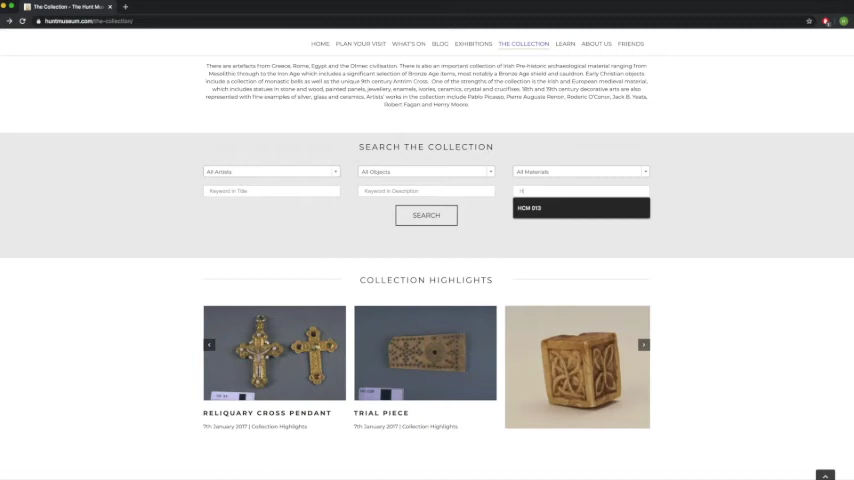 The Collection - The Hunt Mu
huntmuseum.com/the-collection/
HOME PLAN YOUR VISIT WHAT'S ON BLOG EXHIBITIONS THE COLLECTION LEARN ABOUT US FRIENDS
There are artefacts from Greece, Rome, Egypt and the Olmec civilisation. There is also an important collection of Irish Pre-historic archaeological material ranging from
Mesolithic through to the Iron Age which includes a significant selection of Bronze Age items, most notably a Bronze Age shield and cauldron. Early Christian objects
include a collection of monastic bells as well as the unique 9th century Antrim Cross. One of the strengths of the collection is the Irish and European medieval material,
which includes statues in stone and wood, painted panels, jewellery, enamels, ivories, ceramics, crystal and crucifixes. 18th and 19th century decorative arts are also
represented with fine examples of silver, glass and ceramics. Artists' works in the collection include Pablo Picasso, Pierre Auguste Renoir, Roderic O'Conor, Jack B. Yeats,
Robert Fagan and Henry Moore.
SEARCH THE COLLECTION
All Artists All Objects All Materials
Keyword in Title Keyword in Description H
HCM 013
SEARCH
COLLECTION HIGHLIGHTS
RELIQUARY CROSS PENDANT TRIAL PIECE
7th January 2017 | Collection Highlights 7th January 2017 | Collection Highlights